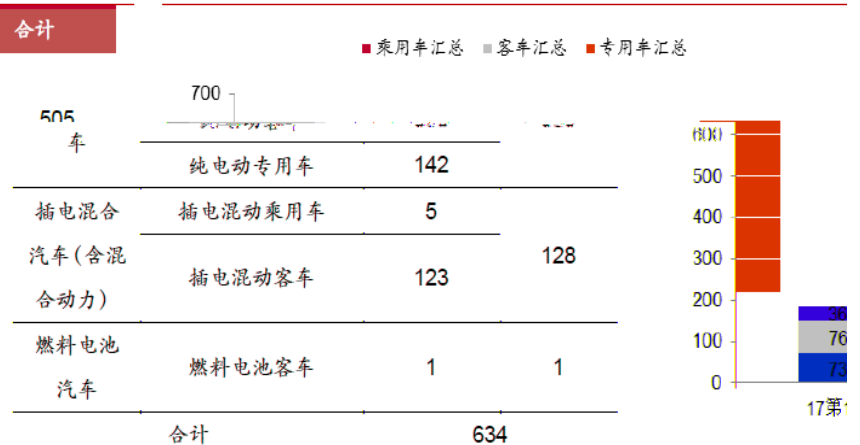 合计
乘用车汇总 客车汇总 专用车汇总
700
505
车
纯电动专用车 142
插电混合
汽车(含混
合动力)
插电混动乘用车 5
插电混动客车 123
128
燃料电池
汽车
燃料电池客车 1 1
合计 634
600
500
400
300
200
100
0
36
76
73
17第1